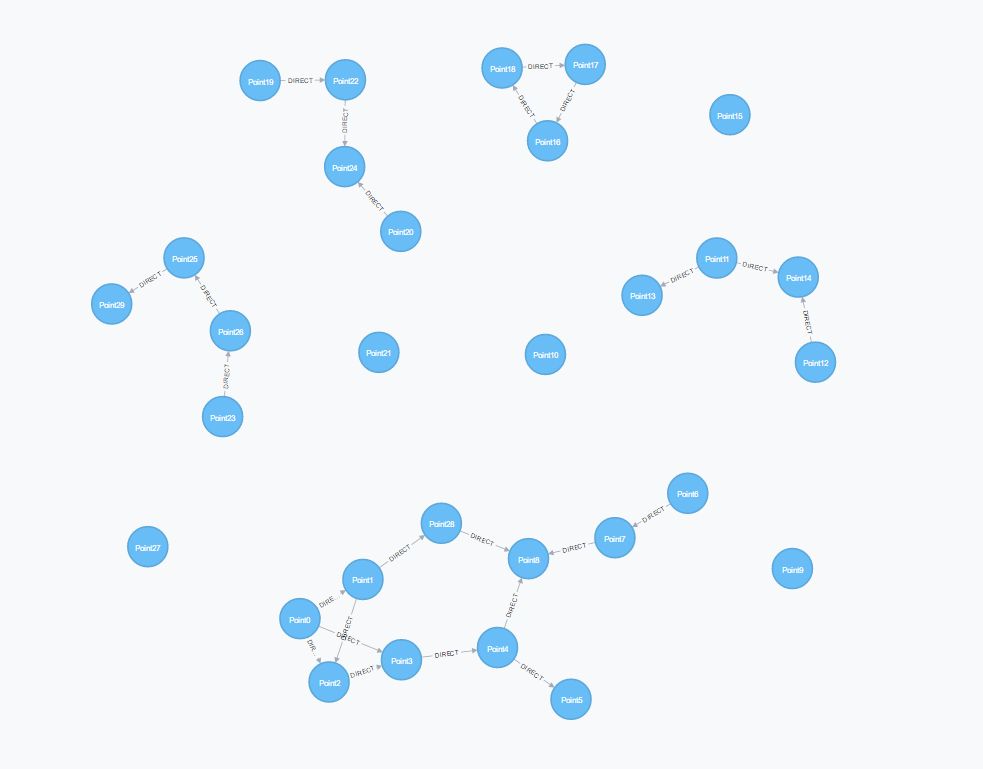 Point18 DIRECT Point17
Point19 DIRECT Point22
DIRECT DIRECT
Point15
DIRECT
Point16
Point24
DIRECT
Point20
Point25
Point11
DIRECT DIRECT Point14
DIRECT
Point29
DIRECT
Point13
DIRECT
Point26
Point21
Point10
Point12
DIRECT
Point23
Point6
DIRECT
Point28
DIRECT
Point7
Point27
DIRECT
DIRECT
Point8
Point9
Point1
DIRE...
DIRECT
DIRECT
Point0
DIRECT
DIR...
Point4
DIRECT
Point3
DIRECT
DIRECT
Point2
Point5